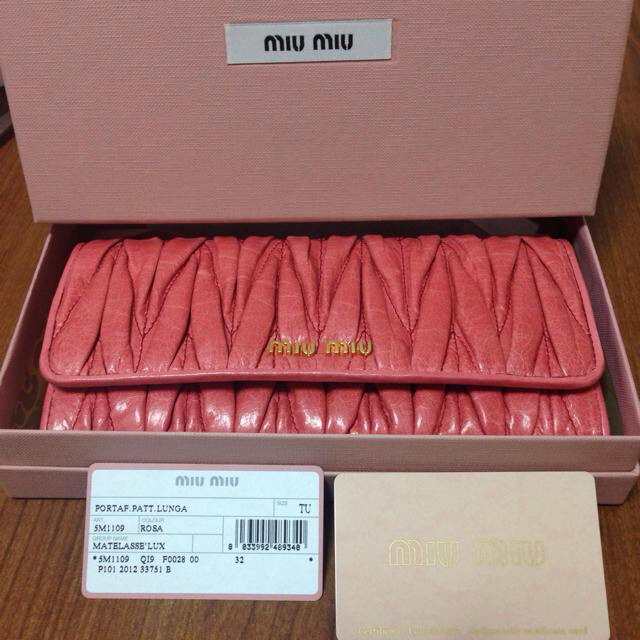 MIU MIU
MIU MIU
MIU MIU
PORTAF.PATT.LUNGA
SIZE
TU
ART.
COLOUR
5M1109
ROSA
GROUP NAME
MATELASSE'LUX
8 033992 489348
*5M1109 QI9 F0028 00 32 *
P101 2012 33751 B
MIU MIU